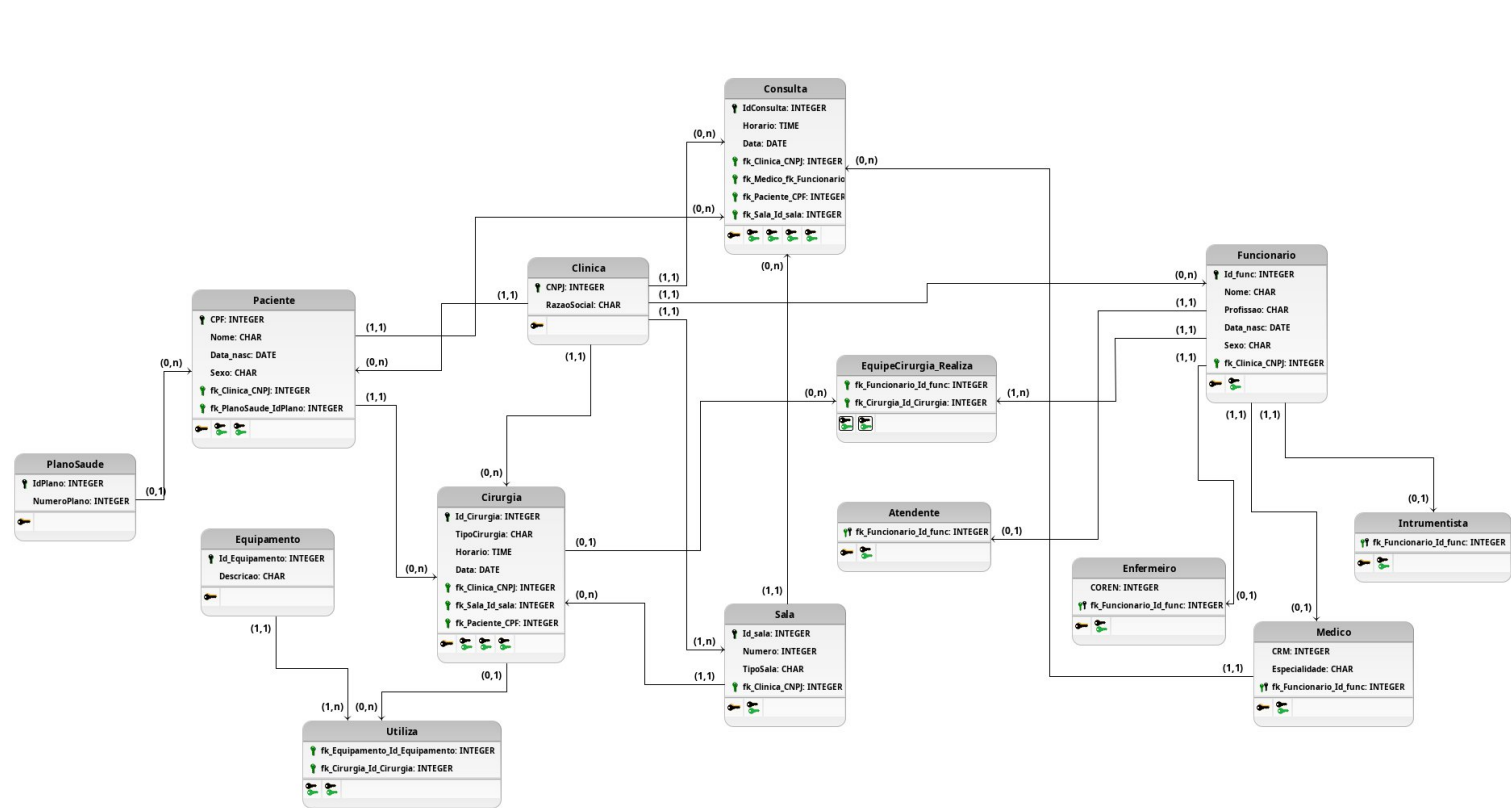 Consulta
IdConsulta: INTEGER
Horario: TIME
Data: DATE
fk_Clinica_CNPJ: INTEGER
fk_Medico_fk_Funcionario
fk_Paciente_CPF: INTEGER
fk_Sala_Id_sala: INTEGER
(0,n)
(0,n)
(0,n)
(0,n)
Clinica
CNPJ: INTEGER
RazaoSocial: CHAR
(1,1)
(1,1)
(1,1)
(1,1)
(1,1)
Funcionario
Id_func: INTEGER
Nome: CHAR
Profissao: CHAR
Data_nasc: DATE
Sexo: CHAR
fk_Clinica_CNPJ: INTEGER
(0,n)
(1,1)
(1,1)
(1,1)
(1,1)
(1,1)
Paciente
CPF: INTEGER
Nome: CHAR
Data_nasc: DATE
Sexo: CHAR
fk_Clinica_CNPJ: INTEGER
fk_PlanoSaude_IdPlano: INTEGER
(0,n)
(1,1)
(0,n)
(1,1)
EquipeCirurgia_Realiza
fk_Funcionario_Id_func: INTEGER
fk_Cirurgia_Id_Cirurgia: INTEGER
(0,n)
(1,n)
PlanoSaude
IdPlano: INTEGER
NumeroPlano: INTEGER
(0,1)
Cirurgia
Id_Cirurgia: INTEGER
TipoCirurgia: CHAR
Horario: TIME
Data: DATE
fk_Clinica_CNPJ: INTEGER
fk_Sala_Id_sala: INTEGER
fk_Paciente_CPF: INTEGER
(0,n)
(0,1)
(0,n)
(0,n)
(0,1)
Atendente
fk_Funcionario_Id_func: INTEGER
(0,1)
Intrumentista
fk_Funcionario_Id_func: INTEGER
(0,1)
Equipamento
Id_Equipamento: INTEGER
Descricao: CHAR
(1,1)
Enfermeiro
COREN: INTEGER
fk_Funcionario_Id_func: INTEGER
(0,1)
Sala
Id_sala: INTEGER
Numero: INTEGER
TipoSala: CHAR
fk_Clinica_CNPJ: INTEGER
(1,1)
(1,n)
(1,1)
Medico
CRM: INTEGER
Especialidade: CHAR
fk_Funcionario_Id_func: INTEGER
(0,1)
(1,1)
Utiliza
fk_Equipamento_Id_Equipamento: INTEGER
fk_Cirurgia_Id_Cirurgia: INTEGER
(1,n)
(0,n)